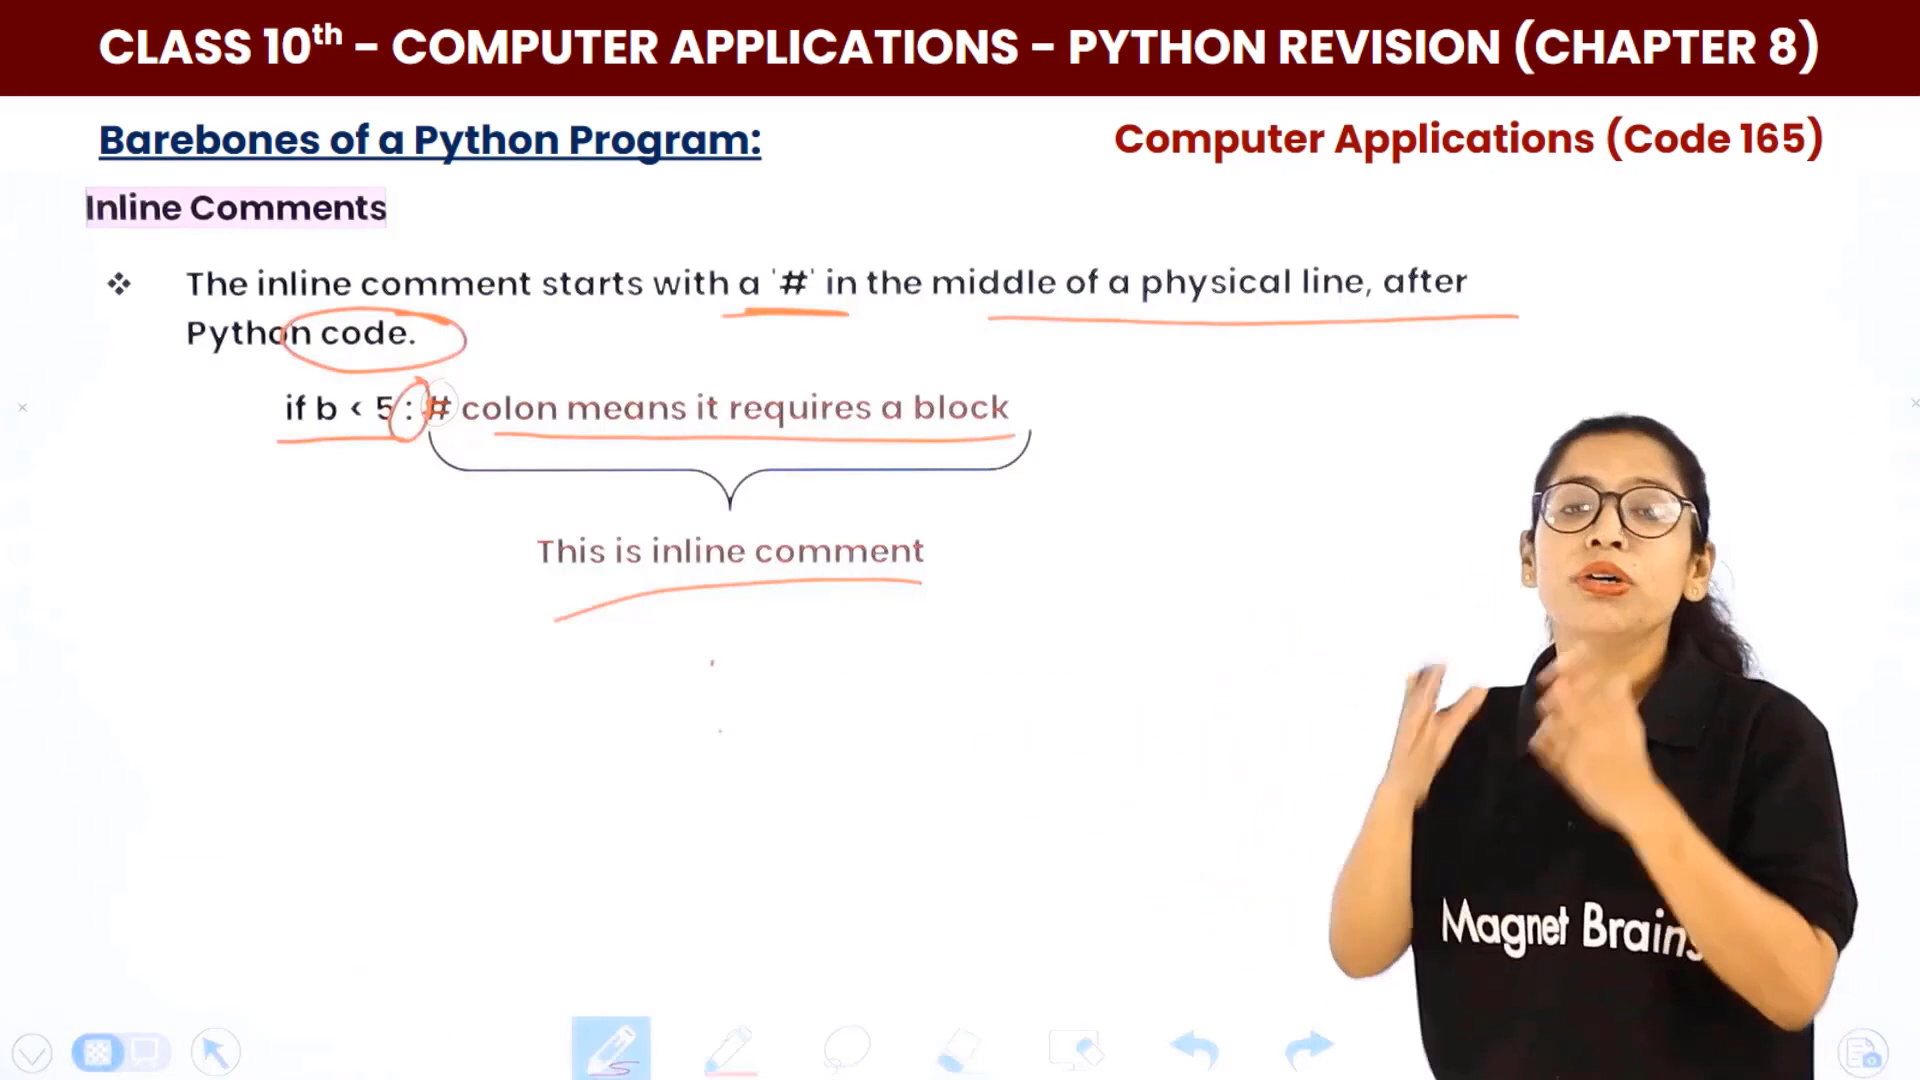 CLASS 10th – COMPUTER APPLICATIONS – PYTHON REVISION (CHAPTER 8)
Barebones of a Python Program:
Computer Applications (Code 165)
Inline Comments
❖ The inline comment starts with a '#' in the middle of a physical line, after
Python code.
if b < 5 : # colon means it requires a block
This is inline comment
Magnet Brains